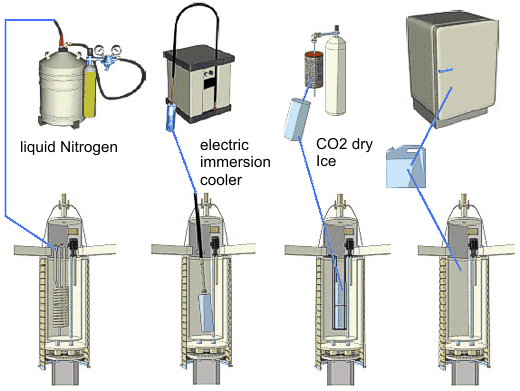 liquid Nitrogen
electric
immersion
cooler
CO2 dry
Ice